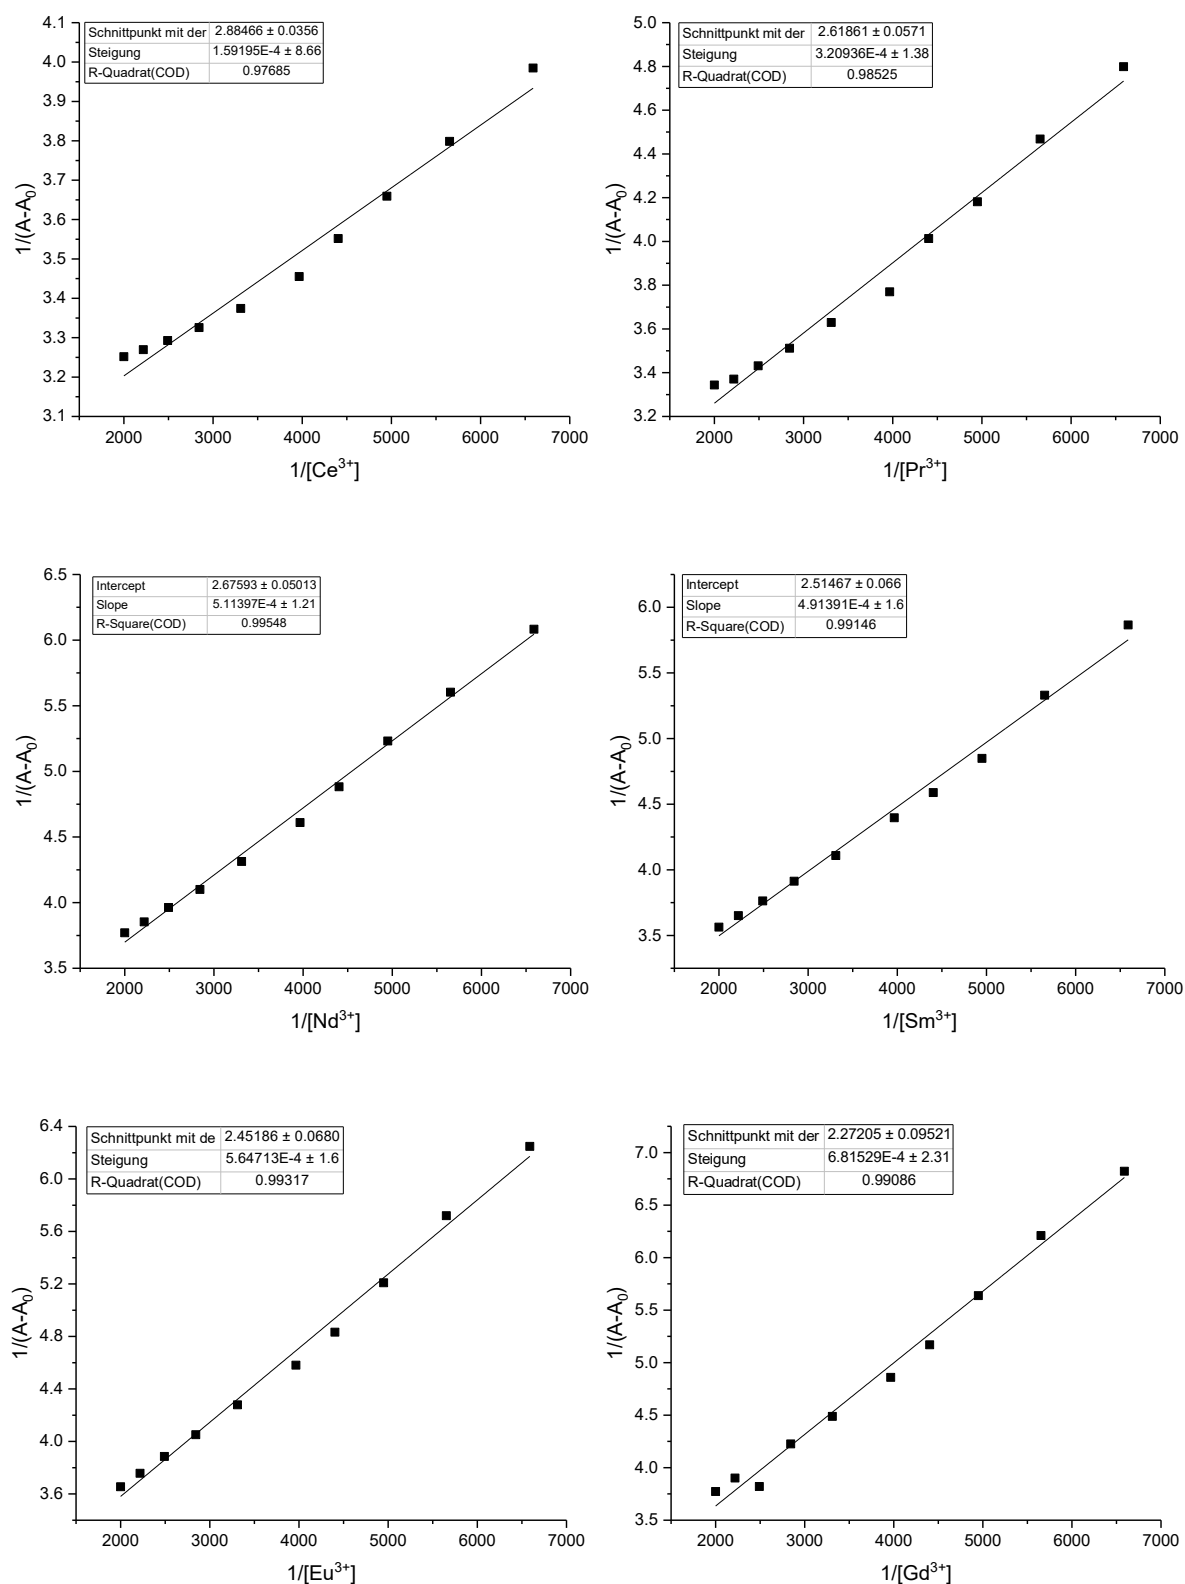 Schnittpunkt mit der 2.88466 ± 0.0356
Steigung 1.59195E-4 ± 8.66
R-Quadrat(COD) 0.97685
4.1
4.0
3.9
3.8
3.7
3.6
3.5
3.4
3.3
3.2
3.1
1/(A-A₀)
2000 3000 4000 5000 6000 7000
1/[Ce³⁺]
Schnittpunkt mit der 2.61861 ± 0.0571
Steigung 3.20936E-4 ± 1.38
R-Quadrat(COD) 0.98525
5.0
4.8
4.6
4.4
4.2
4.0
3.8
3.6
3.4
3.2
1/(A-A₀)
2000 3000 4000 5000 6000 7000
1/[Pr³⁺]
Intercept 2.67593 ± 0.05013
Slope 5.11397E-4 ± 1.21
R-Square(COD) 0.99548
6.5
6.0
5.5
5.0
4.5
4.0
3.5
1/(A-A₀)
2000 3000 4000 5000 6000 7000
1/[Nd³⁺]
Intercept 2.51467 ± 0.066
Slope 4.91391E-4 ± 1.6
R-Square(COD) 0.99146
6.0
5.5
5.0
4.5
4.0
3.5
1/(A-A₀)
2000 3000 4000 5000 6000 7000
1/[Sm³⁺]
Schnittpunkt mit de 2.45186 ± 0.0680
Steigung 5.64713E-4 ± 1.6
R-Quadrat(COD) 0.99317
6.4
6.0
5.6
5.2
4.8
4.4
4.0
3.6
1/(A-A₀)
2000 3000 4000 5000 6000 7000
1/[Eu³⁺]
Schnittpunkt mit der 2.27205 ± 0.09521
Steigung 6.81529E-4 ± 2.31
R-Quadrat(COD) 0.99086
7.0
6.5
6.0
5.5
5.0
4.5
4.0
3.5
1/(A-A₀)
2000 3000 4000 5000 6000 7000
1/[Gd³⁺]